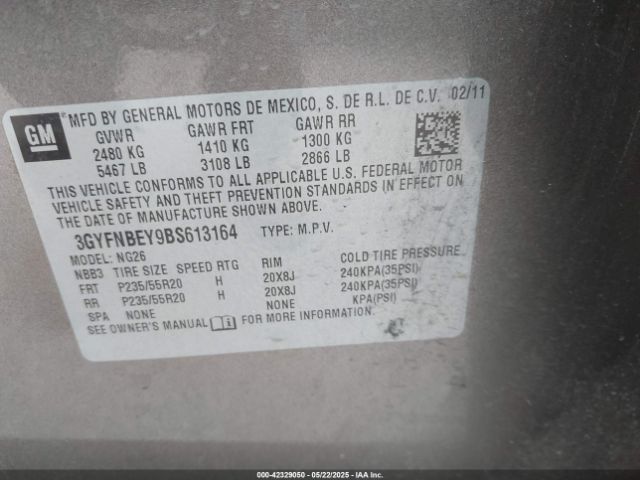 GM
MFD BY GENERAL MOTORS DE MEXICO, S. DE R.L. DE C.V. 02/11
GVWR GAWR FRT GAWR RR
2480 KG 1410 KG 1300 KG
5467 LB 3108 LB 2866 LB
THIS VEHICLE CONFORMS TO ALL APPLICABLE U.S. FEDERAL MOTOR
VEHICLE SAFETY AND THEFT PREVENTION STANDARDS IN EFFECT ON
THE DATE OF MANUFACTURE SHOWN ABOVE.
3GYFNBEY9BS613164 TYPE: M.P.V.
MODEL: NG26
NBB3 TIRE SIZE SPEED RTG RIM COLD TIRE PRESSURE
FRT P235/55R20 H 20X8J 240KPA(35PSI)
RR P235/55R20 H 20X8J 240KPA(35PSI)
SPA NONE NONE KPA(PSI)
SEE OWNER'S MANUAL FOR MORE INFORMATION.
000-42329050 - 05/22/2025 - IAAI.COM